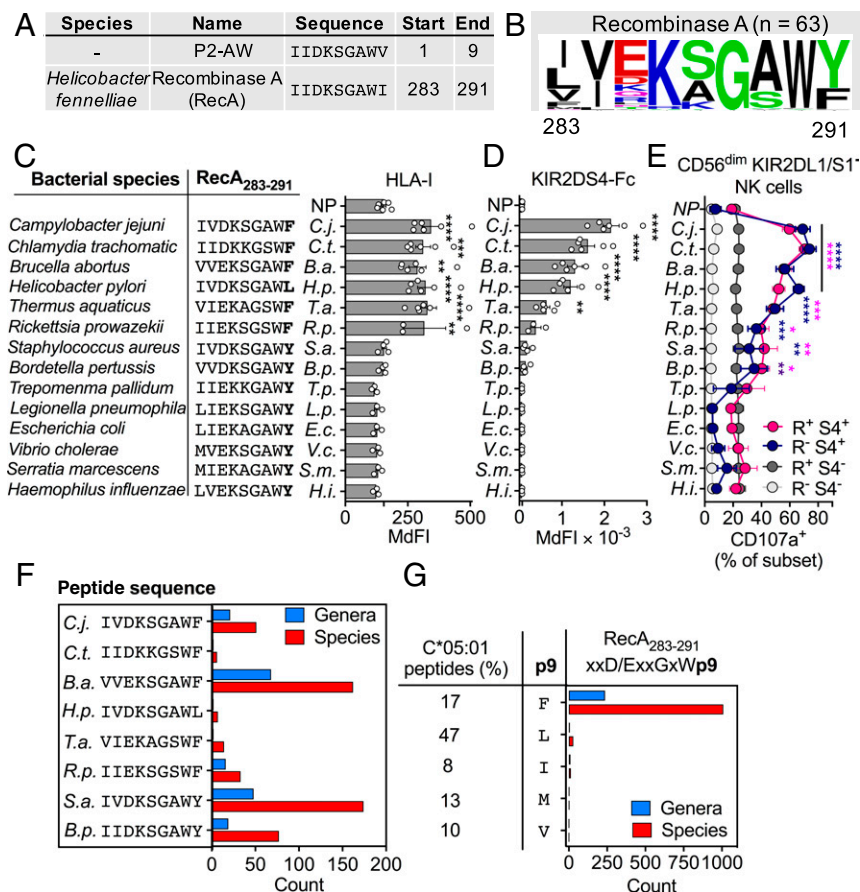 A
Species Name Sequence Start End
- P2-AW IIDKSGAWV 1 9
Helicobacter fennelliae Recombinase A (RecA) IIDKSGAWI 283 291
B
Recombinase A (n = 63)
283 291
C
Bacterial species RecA283-291
HLA-I
NP
Campylobacter jejuni IVDKSGAWF C.j. ****
Chlamydia trachomatic IIDKKGSWF C.t. ***
Brucella abortus VVEKSGAWF B.a. **
Helicobacter pylori IVDKSGAWL H.p. ****
Thermus aquaticus VIEKAGSWF T.a. ****
Rickettsia prowazekii IIEKSGSWF R.p. **
Staphylococcus aureus IVDKSGAWY S.a.
Bordetella pertussis VVDKSGAWY B.p.
Trepornenma pallidum IIEKKGAWY T.p.
Legionella pneumophila LIEKSGAWY L.p.
Escherichia coli LIEKAGAWY E.c.
Vibrio cholerae MVEKSGAWY V.c.
Serratia marcescens MIEKAGAWY S.m.
Haemophilus influenzae LVEKSGAWY H.i.
0 250 500
MdFI
D
KIR2DS4-Fc
NP
C.j. ****
C.t ****
B.a. ****
H.p. ****
T.a. **
R.p.
S.a.
B.p.
T.p.
L.p.
E.c.
V.c.
S.m.
H.i.
0 1 2 3
MdFI × 10-3
E
CD56dim KIR2DL1/S1-
NK cells
NP
C.j.
C.t.
B.a.
H.p.
T.a.
R.p.
S.a.
B.p.
T.p.
L.p.
E.c.
V.c.
S.m.
H.i.
R+ S4+
R- S4+
R+ S4-
R- S4-
0 20 40 60 80
CD107a+
(% of subset)
F
Peptide sequence
C.j. IVDKSGAWF
C.t. IIDKKGSWF
B.a. VVEKSGAWF
H.p. IVDKSGAWL
T.a. VIEKAGSWF
R.p. IIEKSGSWF
S.a. IVDKSGAWY
B.p. IIDKSGAWY
Genera
Species
0 50 100 150 200
Count
G
C*05:01
peptides (%)
p9
RecA283-291
xxD/ExxGxWp9
17 F
47 L
8 I
13 M
10 V
Genera
Species
0 500 1000
Count